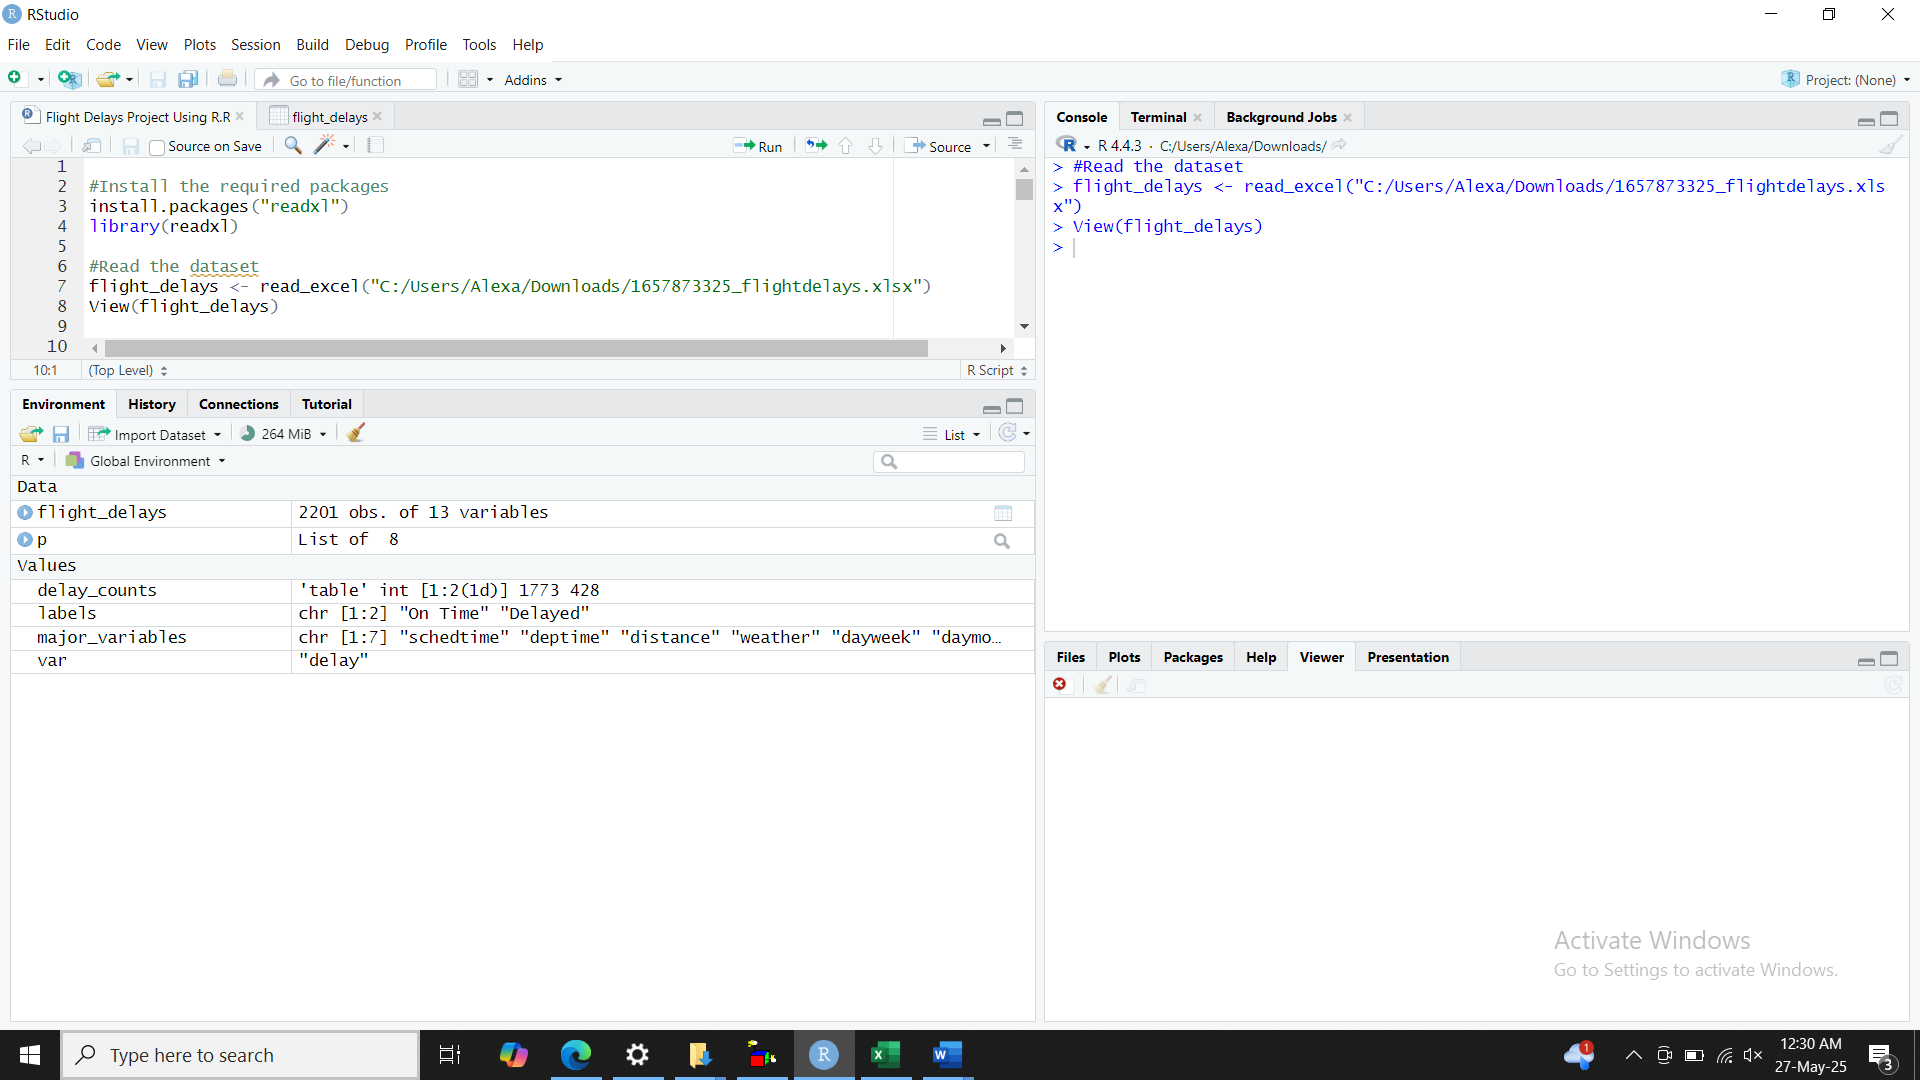 RStudio
File Edit Code View Plots Session Build Debug Profile Tools Help
Go to file/function Addins Project: (None)
Flight Delays Project Using R.R flight_delays
Source on Save Run Source
1
2 #Install the required packages
3 install.packages("readxl")
4 library(readxl)
5
6 #Read the dataset
7 flight_delays <- read_excel("C:/Users/Alexa/Downloads/1657873325_flightdelays.xlsx")
8 View(flight_delays)
9
10
10:1 (Top Level) R Script
Environment History Connections Tutorial
Import Dataset 264 MiB List
R Global Environment
Data
flight_delays 2201 obs. of 13 variables
p List of 8
Values
delay_counts 'table' int [1:2(1d)] 1773 428
labels chr [1:2] "On Time" "Delayed"
major_variables chr [1:7] "schedtime" "deptime" "distance" "weather" "dayweek" "daymo…
var "delay"
Console Terminal Background Jobs
R 4.4.3 · C:/Users/Alexa/Downloads/
> #Read the dataset
> flight_delays <- read_excel("C:/Users/Alexa/Downloads/1657873325_flightdelays.xls
x")
> View(flight_delays)
>
Files Plots Packages Help Viewer Presentation
Activate Windows
Go to Settings to activate Windows.
Type here to search
12:30 AM
27-May-25
1
3